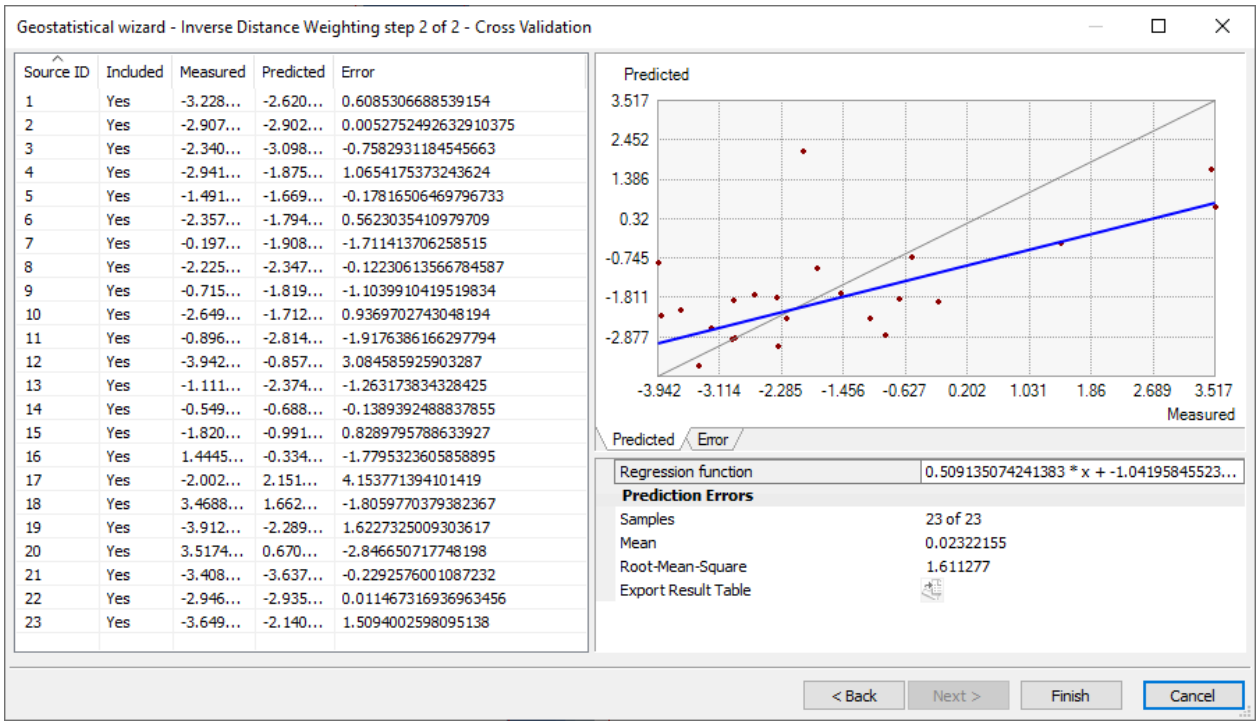 Geostatistical wizard - Inverse Distance Weighting step 2 of 2 - Cross Validation
Source ID Included Measured Predicted Error
1 Yes -3.228... -2.620... 0.6085306688539154
2 Yes -2.907... -2.902... 0.0052752492632910375
3 Yes -2.340... -3.098... -0.7582931184545663
4 Yes -2.941... -1.875... 1.0654175373243624
5 Yes -1.491... -1.669... -0.17816506469796733
6 Yes -2.357... -1.794... 0.5623035410979709
7 Yes -0.197... -1.908... -1.711413706258515
8 Yes -2.225... -2.347... -0.12230613566784587
9 Yes -0.715... -1.819... -1.1039910419519834
10 Yes -2.649... -1.712... 0.9369702743048194
11 Yes -0.896... -2.814... -1.9176386166297794
12 Yes -3.942... -0.857... 3.084585925903287
13 Yes -1.111... -2.374... -1.263173834328425
14 Yes -0.549... -0.688... -0.1389392488837855
15 Yes -1.820... -0.991... 0.8289795788633927
16 Yes 1.4445... -0.334... -1.7795323605858895
17 Yes -2.002... 2.151... 4.153771394101419
18 Yes 3.4688... 1.662... -1.8059770379382367
19 Yes -3.912... -2.289... 1.6227325009303617
20 Yes 3.5174... 0.670... -2.846650717748198
21 Yes -3.408... -3.637... -0.2292576001087232
22 Yes -2.946... -2.935... 0.011467316936963456
23 Yes -3.649... -2.140... 1.5094002598095138
Predicted
3.517
2.452
1.386
0.32
-0.745
-1.811
-2.877
-3.942 -3.114 -2.285 -1.456 -0.627 0.202 1.031 1.86 2.689 3.517
Measured
Predicted Error
Regression function 0.509135074241383 * x + -1.04195845523...
Prediction Errors
Samples 23 of 23
Mean 0.02322155
Root-Mean-Square 1.611277
Export Result Table
< Back Next > Finish Cancel